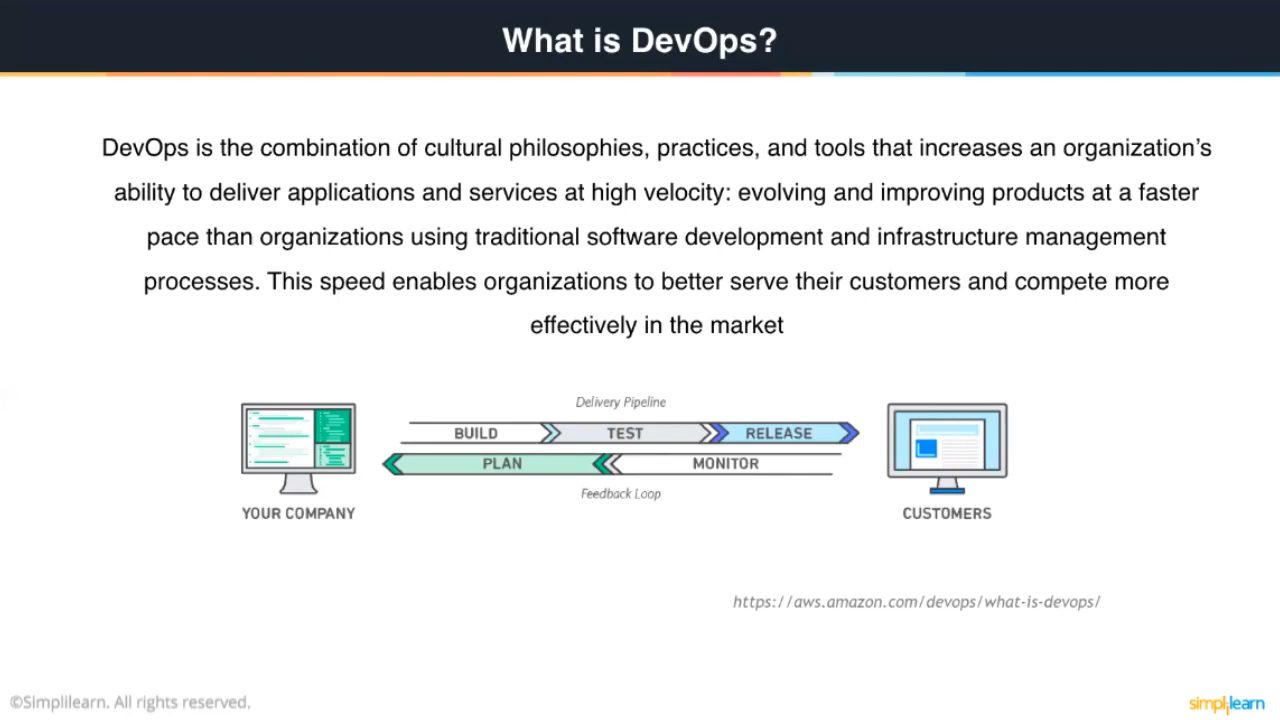 What is DevOps?
DevOps is the combination of cultural philosophies, practices, and tools that increases an organization’s
ability to deliver applications and services at high velocity: evolving and improving products at a faster
pace than organizations using traditional software development and infrastructure management
processes. This speed enables organizations to better serve their customers and compete more
effectively in the market
Delivery Pipeline
BUILD TEST RELEASE
PLAN MONITOR
Feedback Loop
YOUR COMPANY CUSTOMERS
https://aws.amazon.com/devops/what-is-devops/
©Simplilearn. All rights reserved. simplilearn